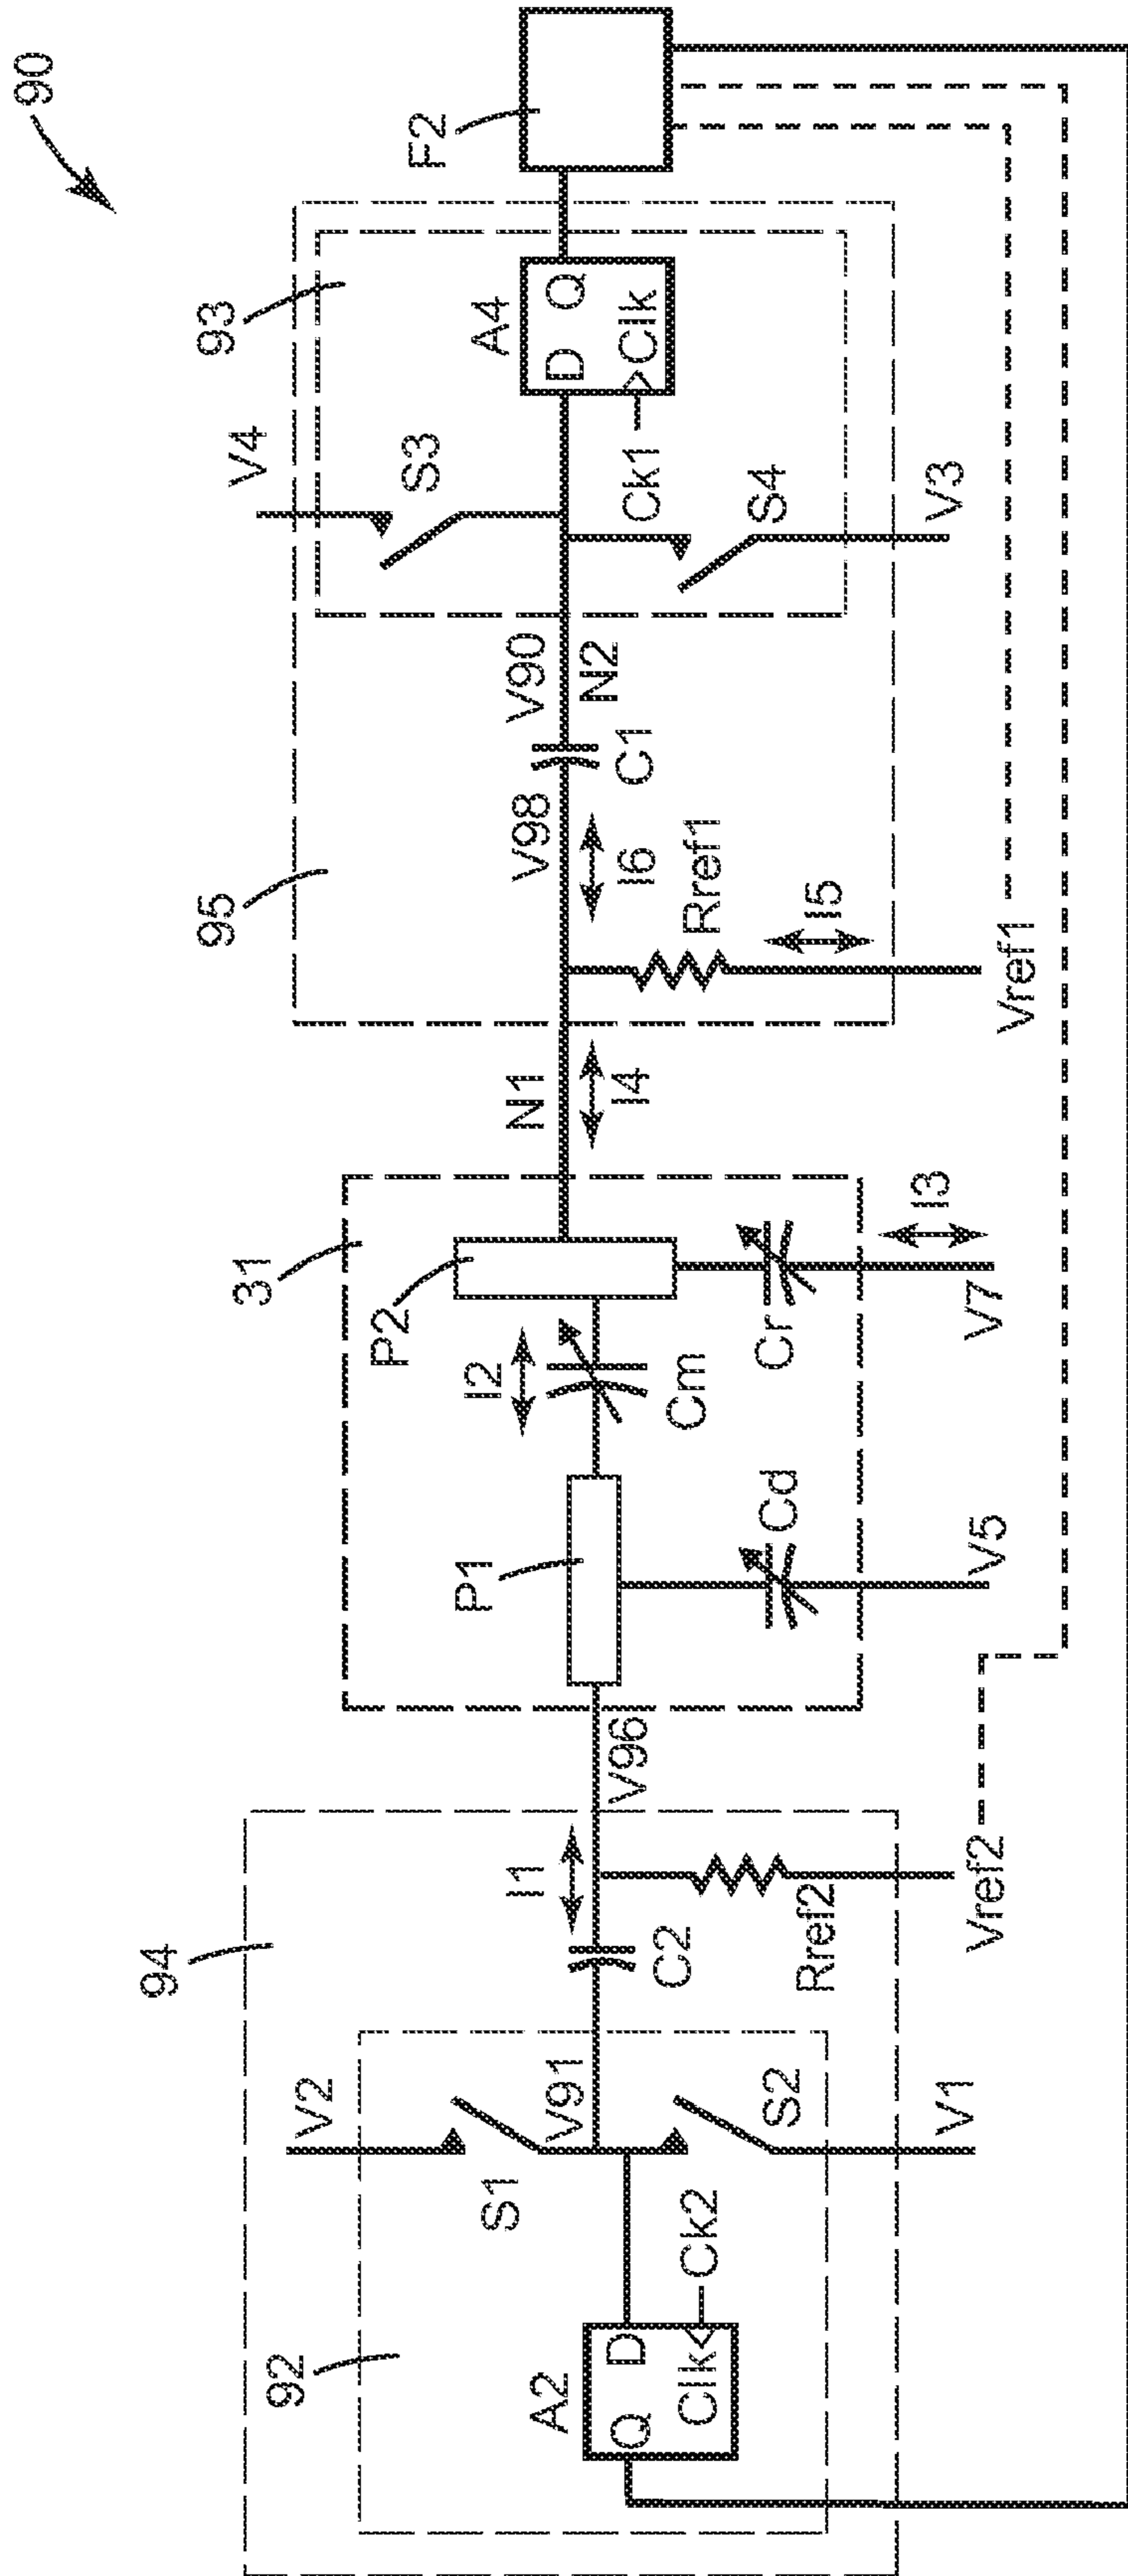 90
F2
93
A4
D Q
Clk
Ck1
V4
S3
S4
V3
95
V90
N2
V98
C1
I6
Rref1
I5
Vref1
N1
I4
31
P2
I2
Cm
Cr
I3
V7
P1
Cd
V5
V96
94
I1
C2
Rref2
Vref2
92
V2
S1
V91
S2
V1
A2
Q D
Clk
Ck2